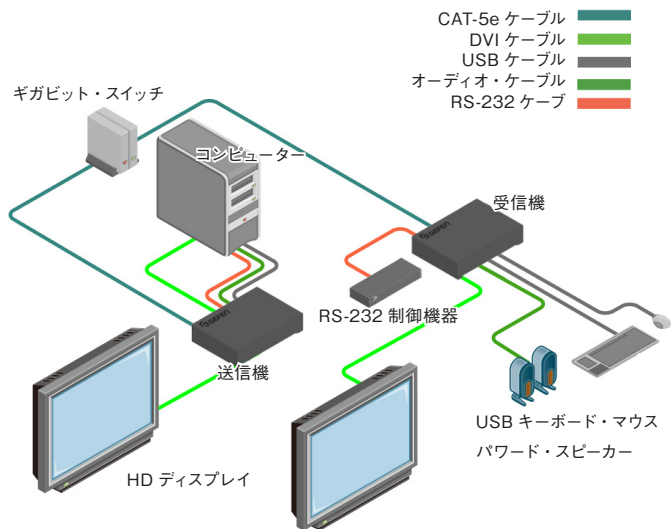 CAT-5e ケーブル
DVI ケーブル
USB ケーブル
オーディオ・ケーブル
RS-232 ケーブ
ギガビット・スイッチ
コンピューター
受信機
GEFEN
RS-232 制御機器
GEFEN
送信機
USB キーボード・マウス
パワード・スピーカー
HD ディスプレイ